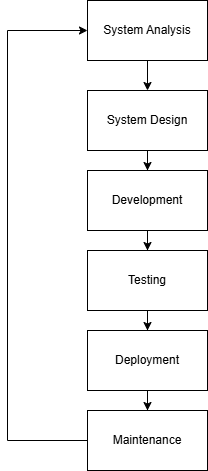 System Analysis
System Design
Development
Testing
Deployment
Maintenance